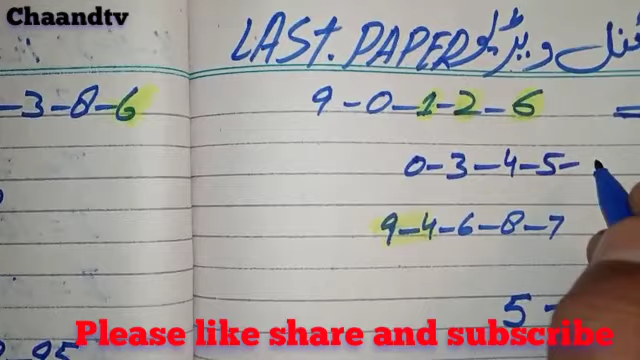 Chaandtv
LAST. PAPER
-3-8-6
9-0-1-2-6 =
0-3-4-5-
9-4-6-8-7
5-
Please like share and subscribe